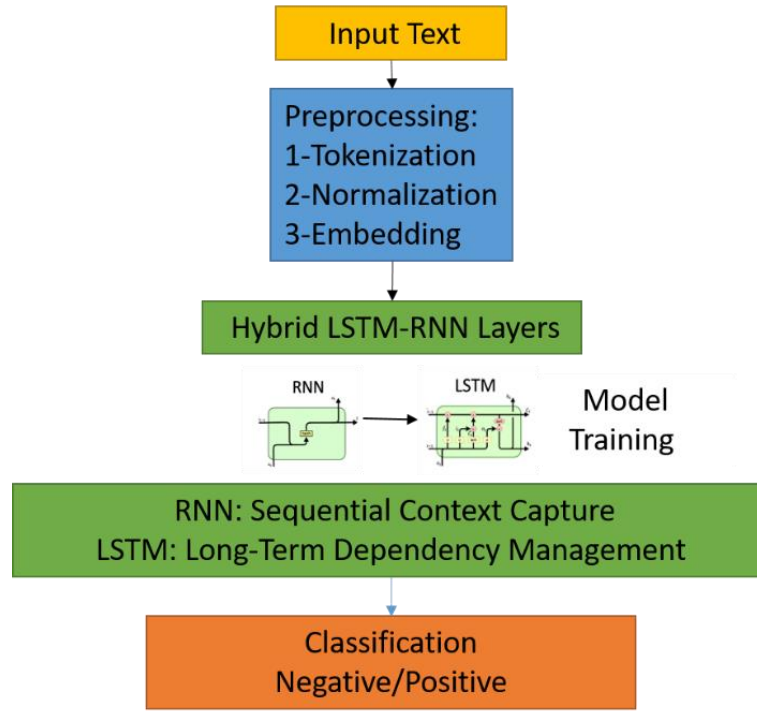 Input Text
Preprocessing:
1-Tokenization
2-Normalization
3-Embedding
Hybrid LSTM-RNN Layers
RNN
LSTM
Model
Training
RNN: Sequential Context Capture
LSTM: Long-Term Dependency Management
Classification
Negative/Positive